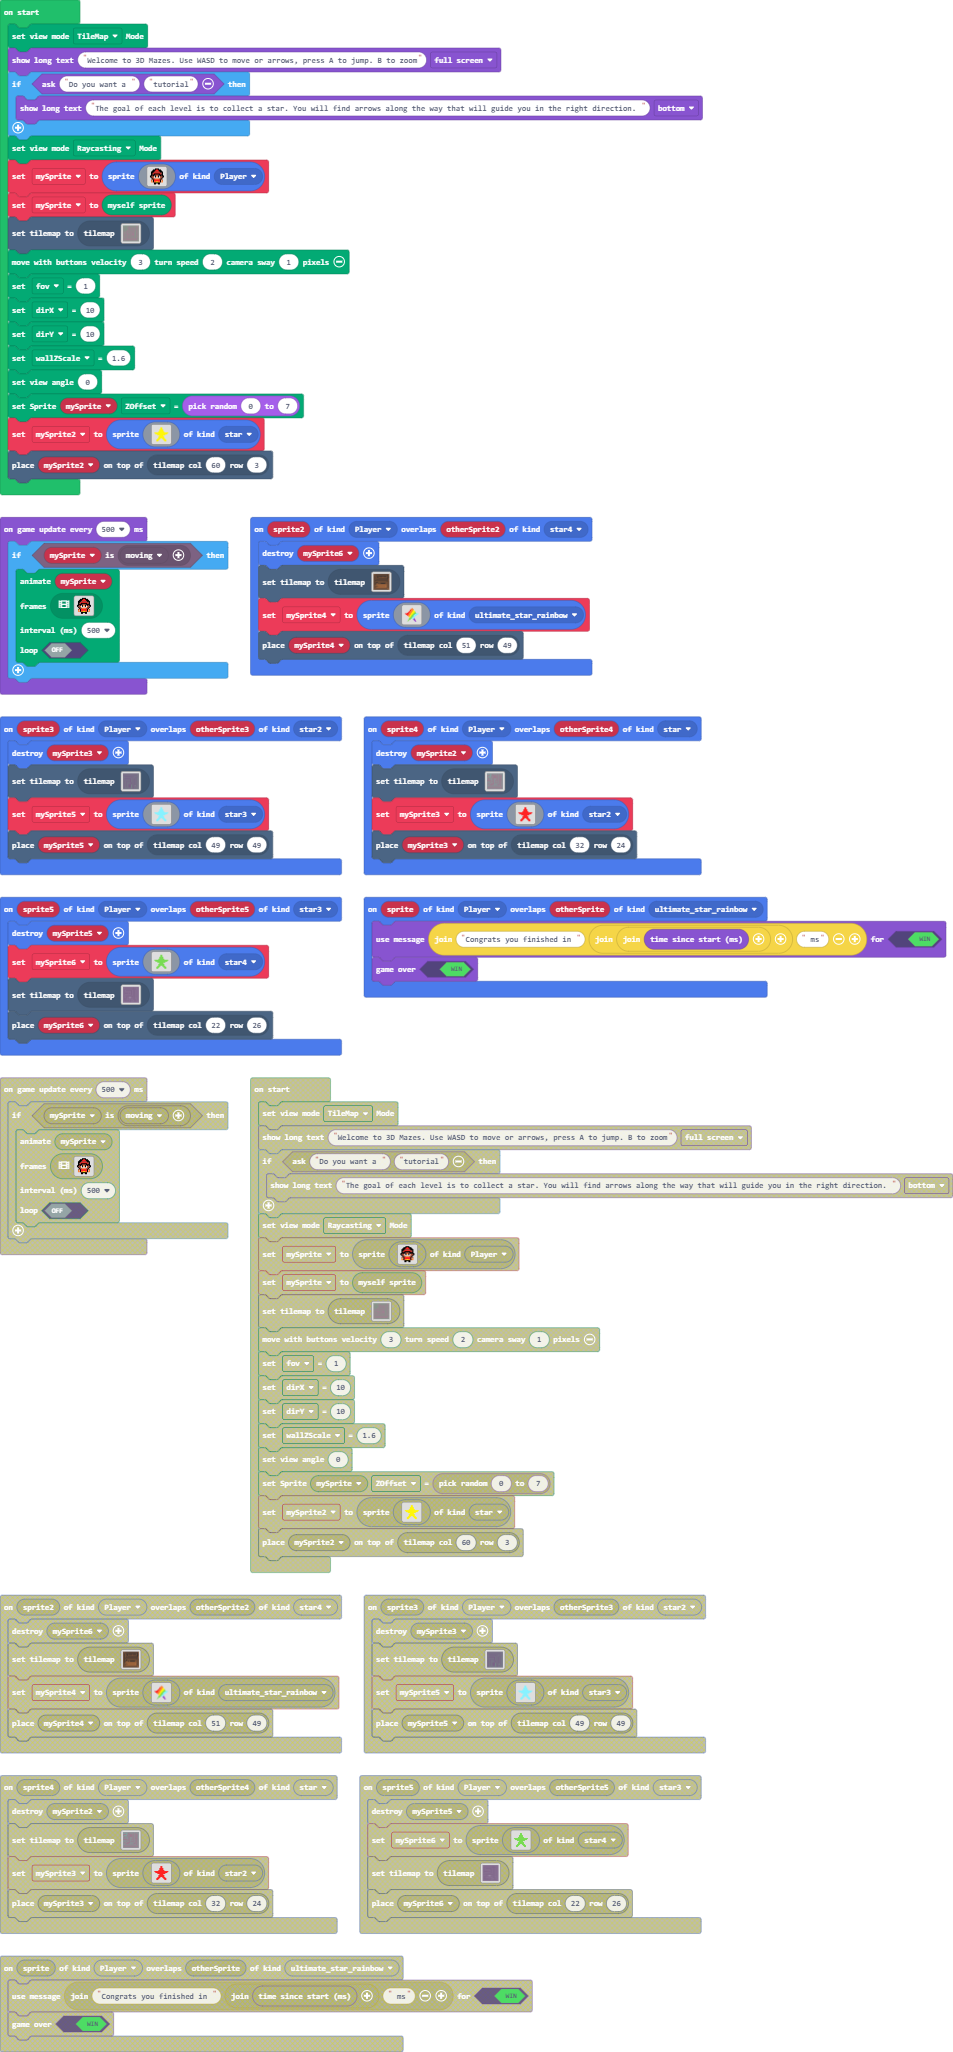 on start
set view mode TileMap Mode
show long text "Welcome to 3D Mazes. Use WASD to move or arrows, press A to jump. B to zoom" full screen
if ask "Do you want a " "tutorial" then
show long text "The goal of each level is to collect a star. You will find arrows along the way that will guide you in the right direction. " bottom
set view mode Raycasting Mode
set mySprite to sprite of kind Player
set mySprite to myself sprite
set tilemap to tilemap
move with buttons velocity 3 turn speed 2 camera sway 1 pixels
set fov = 1
set dirX = 10
set dirY = 10
set wallZScale = 1.6
set view angle 0
set Sprite mySprite ZOffset = pick random 0 to 7
set mySprite2 to sprite of kind star
place mySprite2 on top of tilemap col 60 row 3
on game update every 500 ms
if mySprite is moving then
animate mySprite
frames
interval (ms) 500
loop OFF
on sprite2 of kind Player overlaps otherSprite2 of kind star4
destroy mySprite6
set tilemap to tilemap
set mySprite4 to sprite of kind ultimate_star_rainbow
place mySprite4 on top of tilemap col 51 row 49
on sprite3 of kind Player overlaps otherSprite3 of kind star2
destroy mySprite3
set tilemap to tilemap
set mySprite5 to sprite of kind star3
place mySprite5 on top of tilemap col 49 row 49
on sprite4 of kind Player overlaps otherSprite4 of kind star
destroy mySprite2
set tilemap to tilemap
set mySprite3 to sprite of kind star2
place mySprite3 on top of tilemap col 32 row 24
on sprite5 of kind Player overlaps otherSprite5 of kind star3
destroy mySprite5
set mySprite6 to sprite of kind star4
set tilemap to tilemap
place mySprite6 on top of tilemap col 22 row 26
on sprite of kind Player overlaps otherSprite of kind ultimate_star_rainbow
use message join "Congrats you finished in " join join time since start (ms) " ms" for WIN
game over WIN
on game update every 500 ms
if mySprite is moving then
animate mySprite
frames
interval (ms) 500
loop OFF
on start
set view mode TileMap Mode
show long text "Welcome to 3D Mazes. Use WASD to move or arrows, press A to jump. B to zoom" full screen
if ask "Do you want a " "tutorial" then
show long text "The goal of each level is to collect a star. You will find arrows along the way that will guide you in the right direction. " bottom
set view mode Raycasting Mode
set mySprite to sprite of kind Player
set mySprite to myself sprite
set tilemap to tilemap
move with buttons velocity 3 turn speed 2 camera sway 1 pixels
set fov = 1
set dirX = 10
set dirY = 10
set wallZScale = 1.6
set view angle 0
set Sprite mySprite ZOffset = pick random 0 to 7
set mySprite2 to sprite of kind star
place mySprite2 on top of tilemap col 60 row 3
on sprite2 of kind Player overlaps otherSprite2 of kind star4
destroy mySprite6
set tilemap to tilemap
set mySprite4 to sprite of kind ultimate_star_rainbow
place mySprite4 on top of tilemap col 51 row 49
on sprite3 of kind Player overlaps otherSprite3 of kind star2
destroy mySprite3
set tilemap to tilemap
set mySprite5 to sprite of kind star3
place mySprite5 on top of tilemap col 49 row 49
on sprite4 of kind Player overlaps otherSprite4 of kind star
destroy mySprite2
set tilemap to tilemap
set mySprite3 to sprite of kind star2
place mySprite3 on top of tilemap col 32 row 24
on sprite5 of kind Player overlaps otherSprite5 of kind star3
destroy mySprite5
set mySprite6 to sprite of kind star4
set tilemap to tilemap
place mySprite6 on top of tilemap col 22 row 26
on sprite of kind Player overlaps otherSprite of kind ultimate_star_rainbow
use message join "Congrats you finished in " join time since start (ms) " ms" for WIN
game over WIN